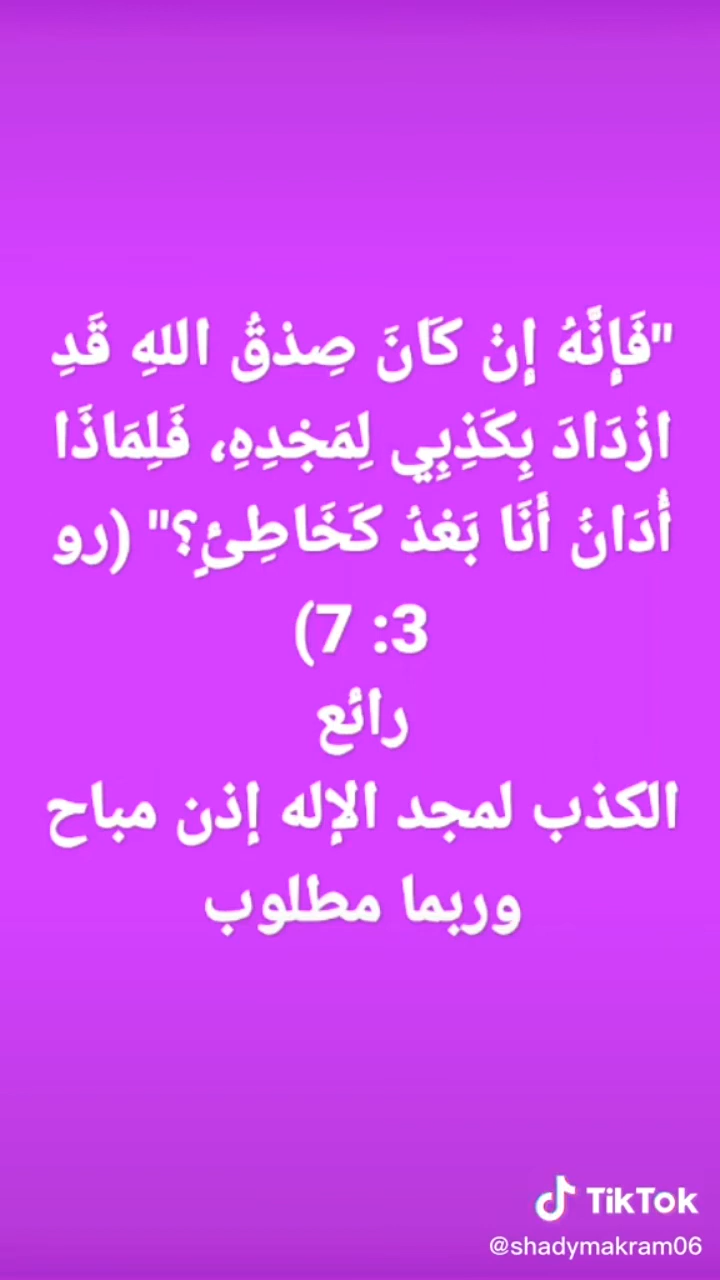 "فَإِنَّهُ إِنْ كَانَ صِدْقُ اللهِ قَدِ
ازْدَادَ بِكَذِبِي لِمَجْدِهِ، فَلِمَاذَا
أُدَانُ أَنَا بَعْدُ كَخَاطِئٍ؟" (رو
3: 7)
رائع
الكذب لمجد الإله إذن مباح
وربما مطلوب
TikTok
@shadymakram06